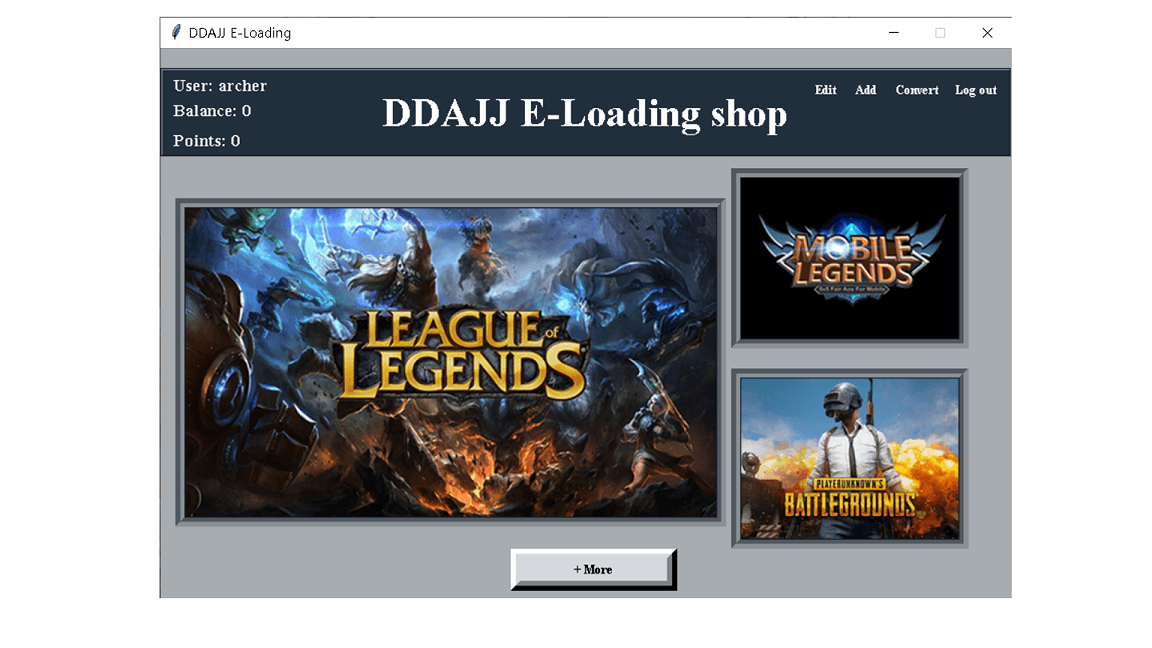 DDAJJ E-Loading
User: archer
Balance: 0
Points: 0
DDAJJ E-Loading shop
Edit Add Convert Log out
LEAGUE of
LEGENDS
MOBILE
LEGENDS
5v5 Fair App For Mobile
PLAYERUNKNOWN'S
BATTLEGROUNDS
+ More